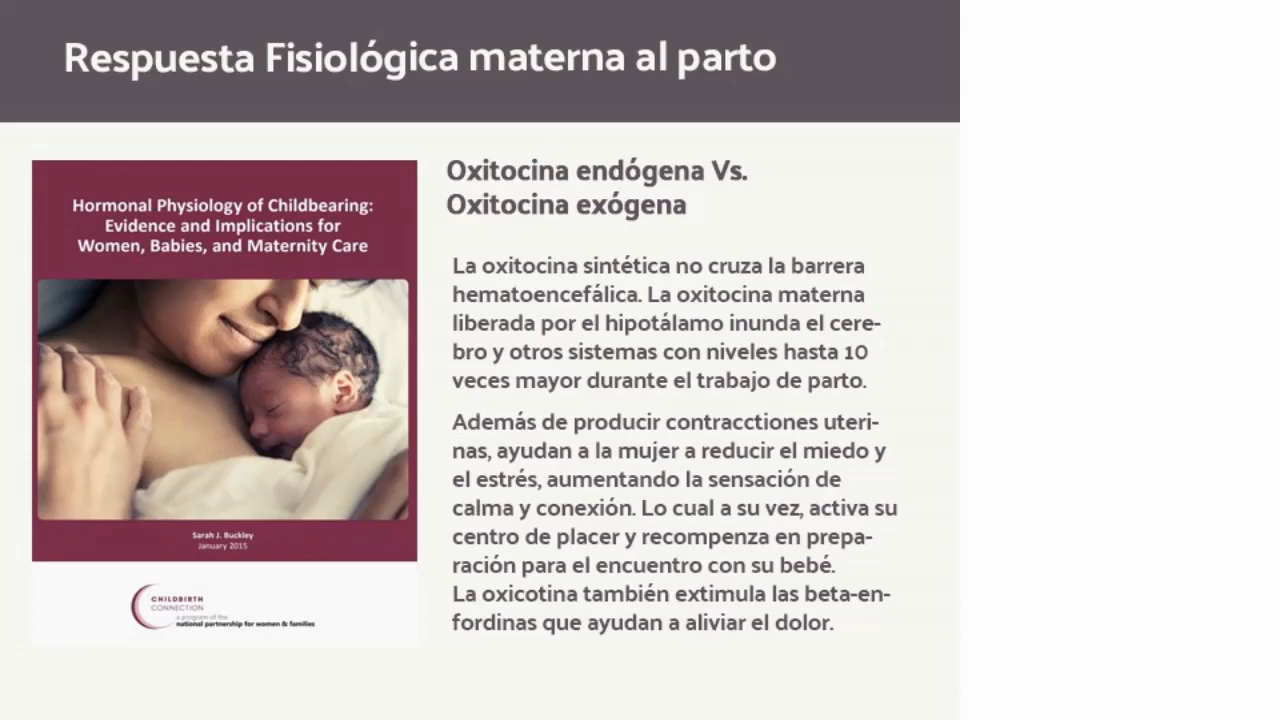 Respuesta Fisiológica materna al parto
Hormonal Physiology of Childbearing:
Evidence and Implications for
Women, Babies, and Maternity Care
Sarah J. Buckley
January 2015
CHILDBIRTH
CONNECTION
a program of the
national partnership for women & families
Oxitocina endógena Vs.
Oxitocina exógena
La oxitocina sintética no cruza la barrera
hematoencefálica. La oxitocina materna
liberada por el hipotálamo inunda el cere-
bro y otros sistemas con niveles hasta 10
veces mayor durante el trabajo de parto.
Además de producir contracctiones uteri-
nas, ayudan a la mujer a reducir el miedo y
el estrés, aumentando la sensación de
calma y conexión. Lo cual a su vez, activa su
centro de placer y recompenza en prepa-
ración para el encuentro con su bebé.
La oxicotina también extimula las beta-en-
fordinas que ayudan a aliviar el dolor.